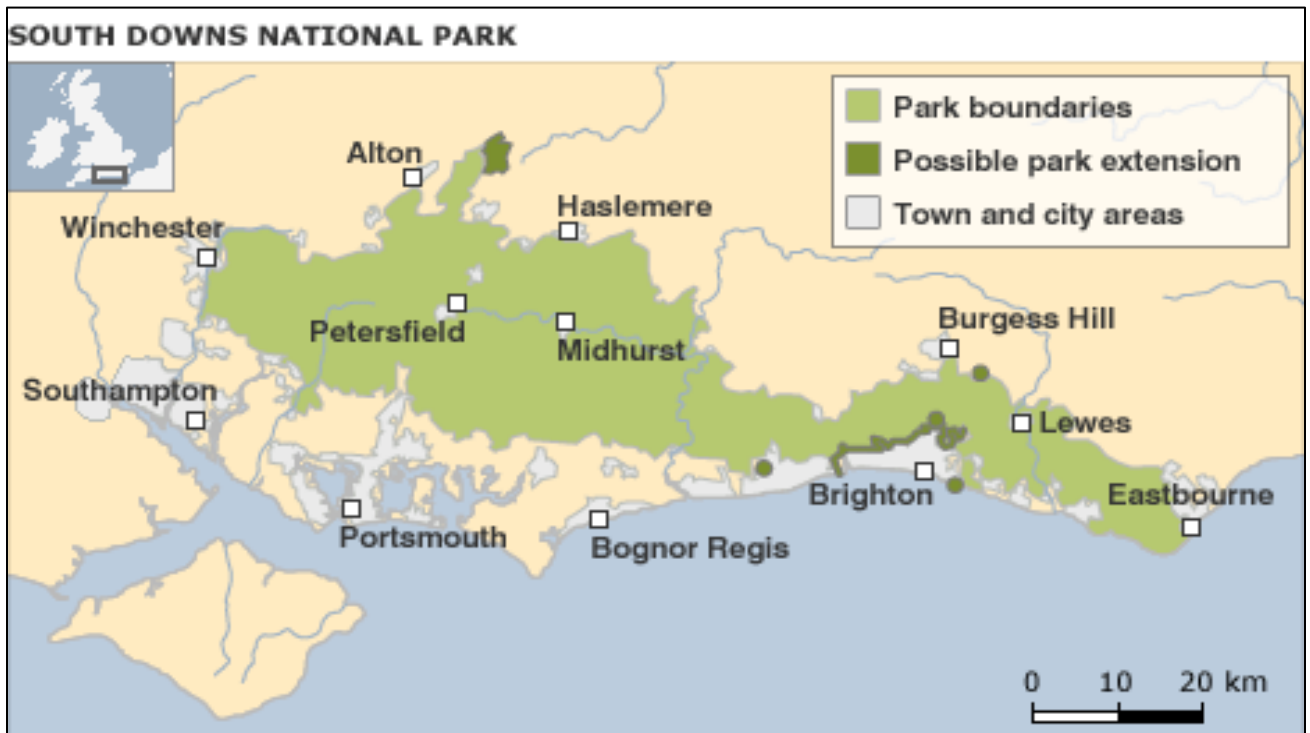 SOUTH DOWNS NATIONAL PARK
Park boundaries
Possible park extension
Town and city areas
Alton
Haslemere
Winchester
Petersfield
Midhurst
Burgess Hill
Southampton
Lewes
Brighton
Eastbourne
Portsmouth
Bognor Regis
0 10 20 km